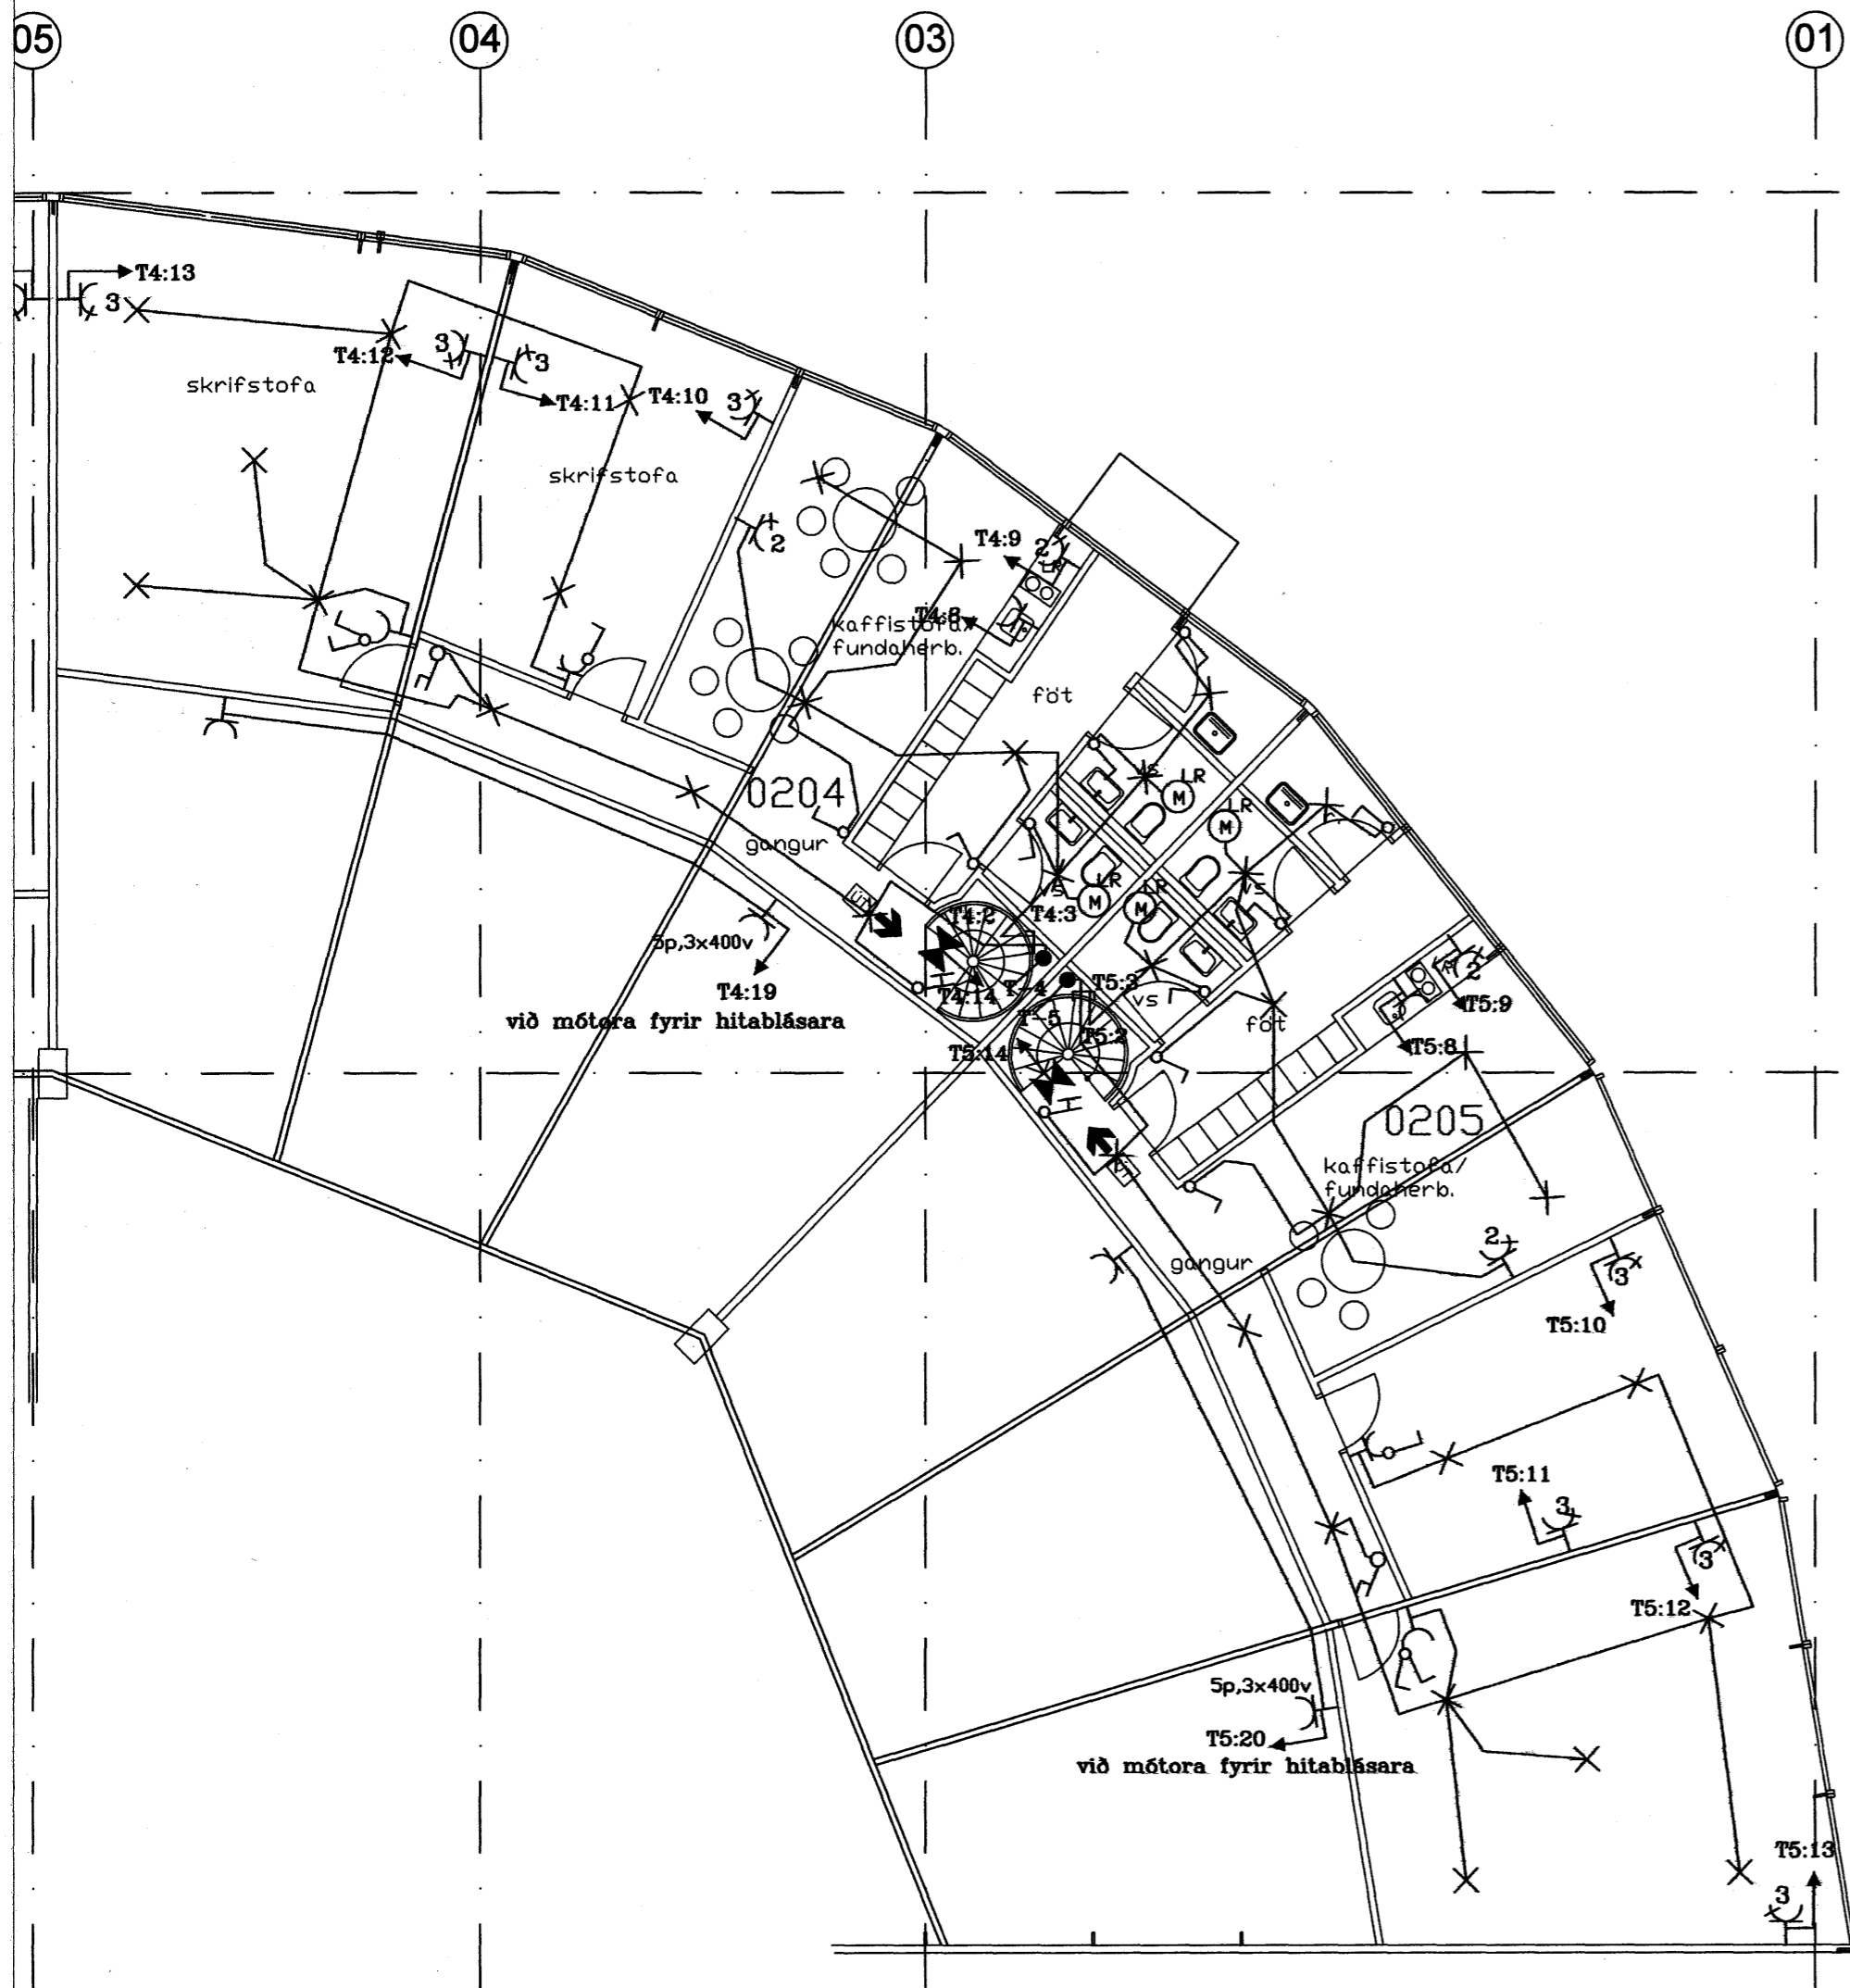 05
04
03
01
T4:13
3
T4:12
3
3
T4:11
T4:10
3
skrifstofa
skrifstofa
2
T4:9
2
LR
T4:8
kaffistofa/
fundaherb.
föt
0204
gangur
vs
LR
M
LR
M
LR
M
LR
M
vs
vs
ÚT
T4:2
T4:3
5p,3x400v
T4:19
við mótora fyrir hitablásara
T4:14
T-4
T5:3
vs
T-5
T5:2
T5:14
föt
2
T5:9
T5:8
0205
kaffistofa/
fundaherb.
gangur
2
3
T5:10
T5:11
3
3
T5:12
5p,3x400v
T5:20
við mótora fyrir hitablásara
T5:13
3